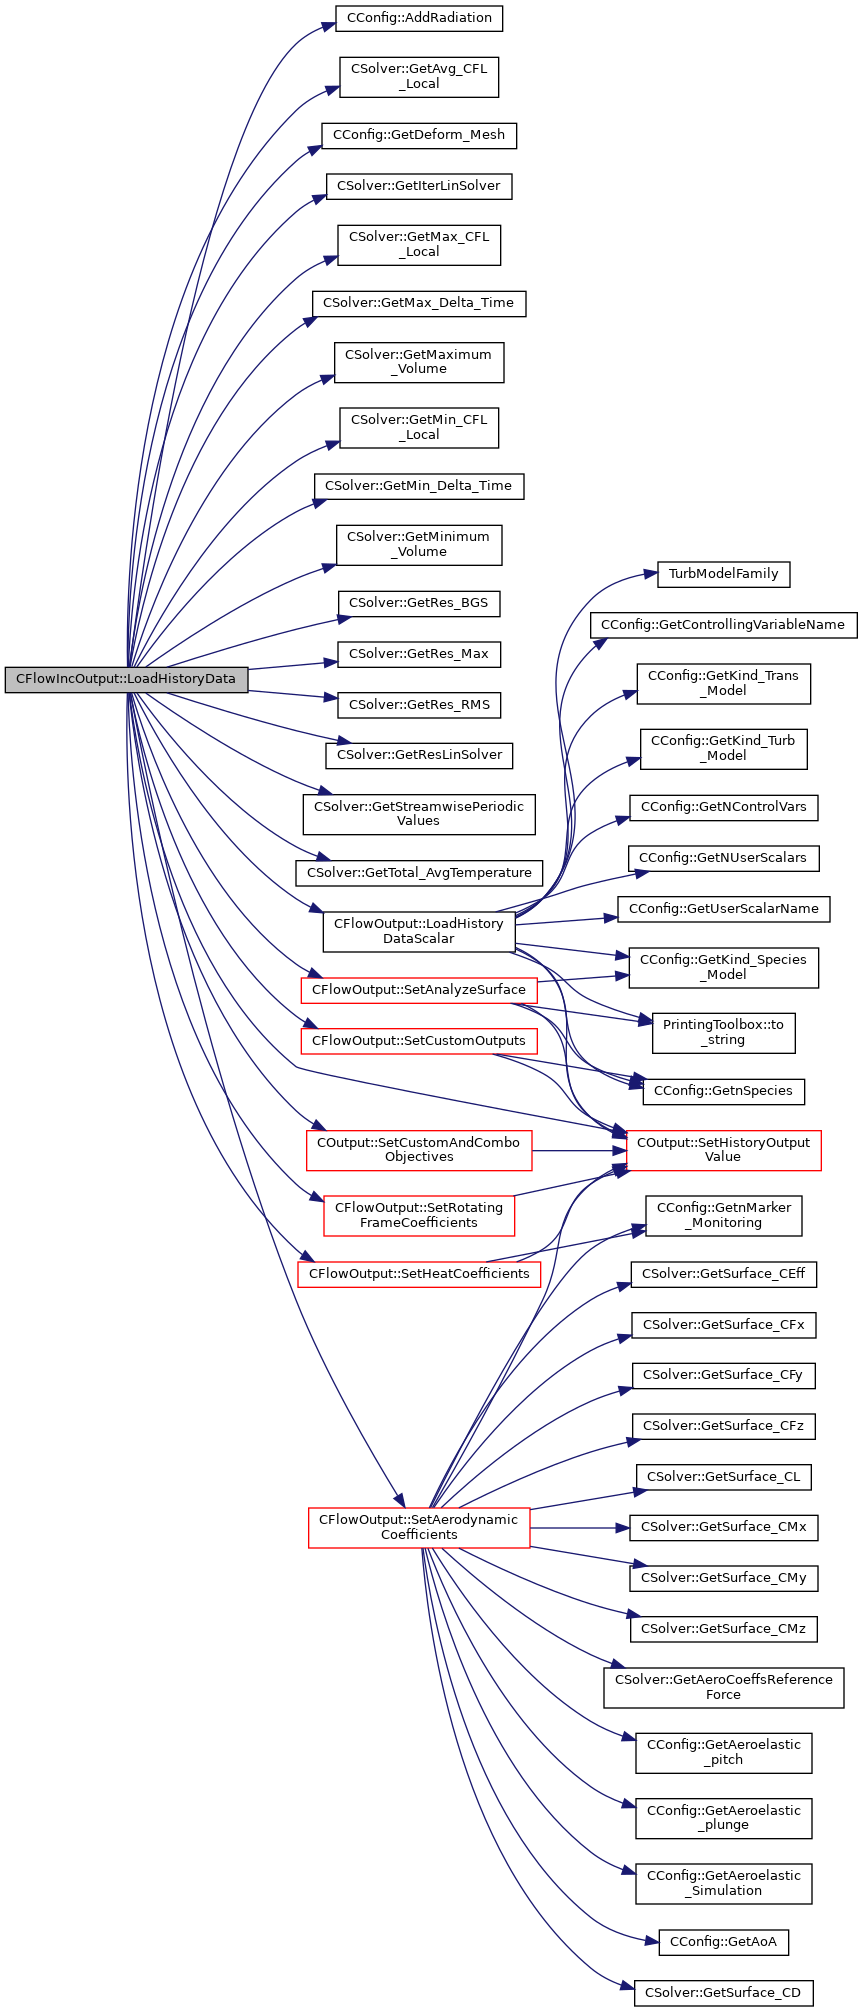 CConfig::AddRadiation
CSolver::GetAvg_CFL
_Local
CConfig::GetDeform_Mesh
CSolver::GetIterLinSolver
CSolver::GetMax_CFL
_Local
CSolver::GetMax_Delta_Time
CSolver::GetMaximum
_Volume
CSolver::GetMin_CFL
_Local
CSolver::GetMin_Delta_Time
CSolver::GetMinimum
_Volume
CSolver::GetRes_BGS
CSolver::GetRes_Max
CFlowIncOutput::LoadHistoryData
CSolver::GetRes_RMS
CSolver::GetResLinSolver
CSolver::GetStreamwisePeriodic
Values
CSolver::GetTotal_AvgTemperature
CFlowOutput::LoadHistory
DataScalar
CFlowOutput::SetAnalyzeSurface
CFlowOutput::SetCustomOutputs
COutput::SetCustomAndCombo
Objectives
CFlowOutput::SetRotating
FrameCoefficients
CFlowOutput::SetHeatCoefficients
CFlowOutput::SetAerodynamic
Coefficients
TurbModelFamily
CConfig::GetControllingVariableName
CConfig::GetKind_Trans
_Model
CConfig::GetKind_Turb
_Model
CConfig::GetNControlVars
CConfig::GetNUserScalars
CConfig::GetUserScalarName
CConfig::GetKind_Species
_Model
PrintingToolbox::to
_string
CConfig::GetnSpecies
COutput::SetHistoryOutput
Value
CConfig::GetnMarker
_Monitoring
CSolver::GetSurface_CEff
CSolver::GetSurface_CFx
CSolver::GetSurface_CFy
CSolver::GetSurface_CFz
CSolver::GetSurface_CL
CSolver::GetSurface_CMx
CSolver::GetSurface_CMy
CSolver::GetSurface_CMz
CSolver::GetAeroCoeffsReference
Force
CConfig::GetAeroelastic
_pitch
CConfig::GetAeroelastic
_plunge
CConfig::GetAeroelastic
_Simulation
CConfig::GetAoA
CSolver::GetSurface_CD